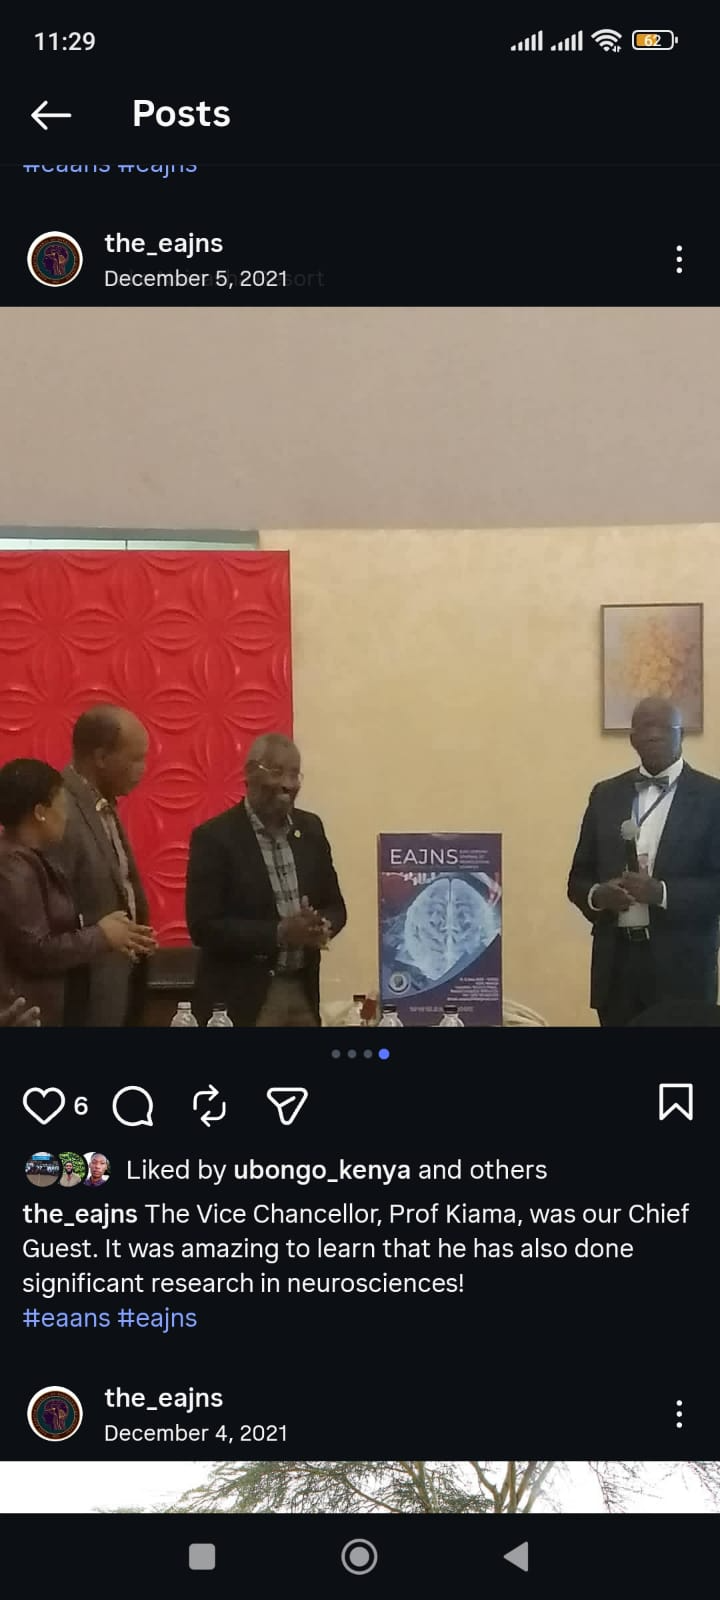 11:29
62
Posts
#eaans #eajns
the_eajns
December 5, 2021
EAJNS
6
Liked by ubongo_kenya and others
the_eajns The Vice Chancellor, Prof Kiama, was our Chief
Guest. It was amazing to learn that he has also done
significant research in neurosciences!
#eaans #eajns
the_eajns
December 4, 2021